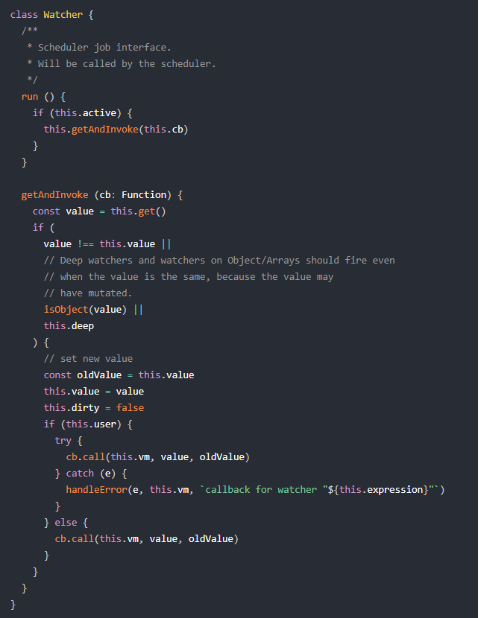 class Watcher {
  /**
   * Scheduler job interface.
   * Will be called by the scheduler.
   */
  run () {
    if (this.active) {
      this.getAndInvoke(this.cb)
    }
  }

  getAndInvoke (cb: Function) {
    const value = this.get()
    if (
      value !== this.value ||
      // Deep watchers and watchers on Object/Arrays should fire even
      // when the value is the same, because the value may
      // have mutated.
      isObject(value) ||
      this.deep
    ) {
      // set new value
      const oldValue = this.value
      this.value = value
      this.dirty = false
      if (this.user) {
        try {
          cb.call(this.vm, value, oldValue)
        } catch (e) {
          handleError(e, this.vm, `callback for watcher "${this.expression}"`)
        }
      } else {
        cb.call(this.vm, value, oldValue)
      }
    }
  }
}